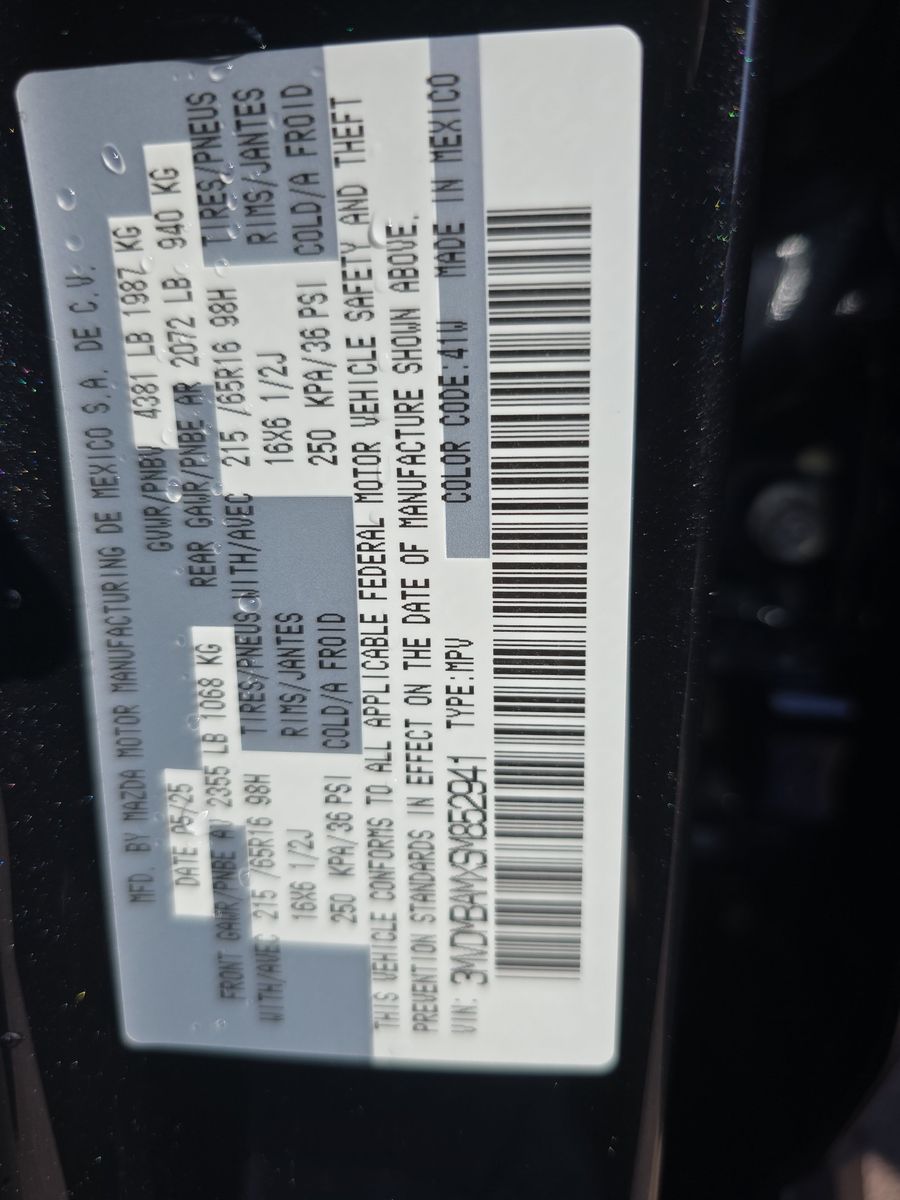 MFD. BY MAZDA MOTOR MANUFACTURING DE MEXICO S.A. DE C.V.
DATE 05/25 GVWR/PNBV 4381 LB 1987 KG
FRONT GAWR/PNBE AV 2355 LB 1068 KG REAR GAWR/PNBE AR 2072 LB 940 KG
WITH/AVEC 215 /65R16 98H TIRES/PNEUS WITH/AVEC 215 /65R16 98H TIRES/PNEUS
16X6 1/2J RIMS/JANTES 16X6 1/2J RIMS/JANTES
250 KPA/36 PSI COLD/A FROID 250 KPA/36 PSI COLD/A FROID
THIS VEHICLE CONFORMS TO ALL APPLICABLE FEDERAL MOTOR VEHICLE SAFETY AND THEFT
PREVENTION STANDARDS IN EFFECT ON THE DATE OF MANUFACTURE SHOWN ABOVE.
VIN: 3MVDMBAMXSM852941 TYPE:MPV COLOR CODE:41W MADE IN MEXICO